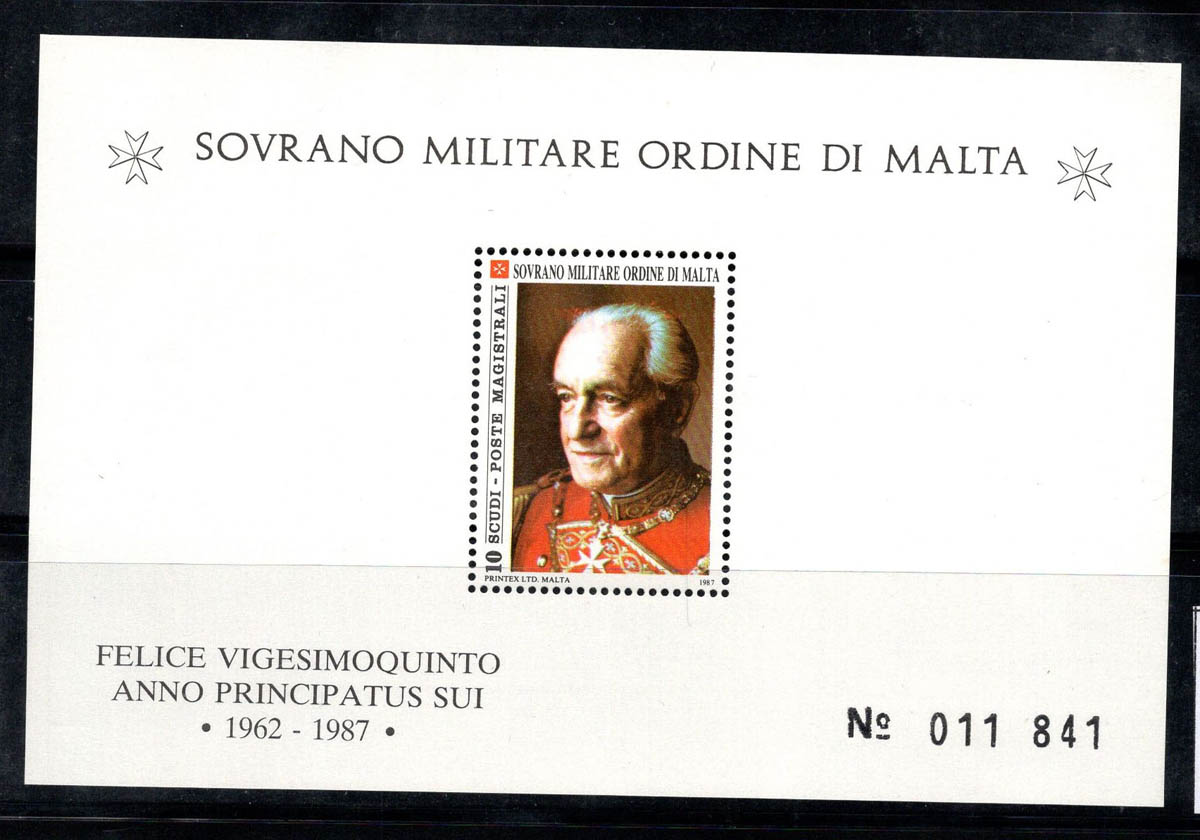 SOVRANO MILITARE ORDINE DI MALTA
SOVRANO MILITARE ORDINE DI MALTA
10 SCUDI - POSTE MAGISTRALI
PRINTEX LTD. MALTA 1987
FELICE VIGESIMOQUINTO
ANNO PRINCIPATUS SUI
• 1962 - 1987 •
Nº 011 841